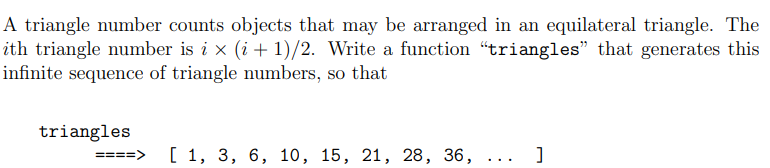 A triangle number counts objects that may be arranged in an equilateral triangle. The
ith triangle number is i × (i + 1)/2. Write a function “triangles” that generates this
infinite sequence of triangle numbers, so that
triangles
====> [ 1, 3, 6, 10, 15, 21, 28, 36, ... ]